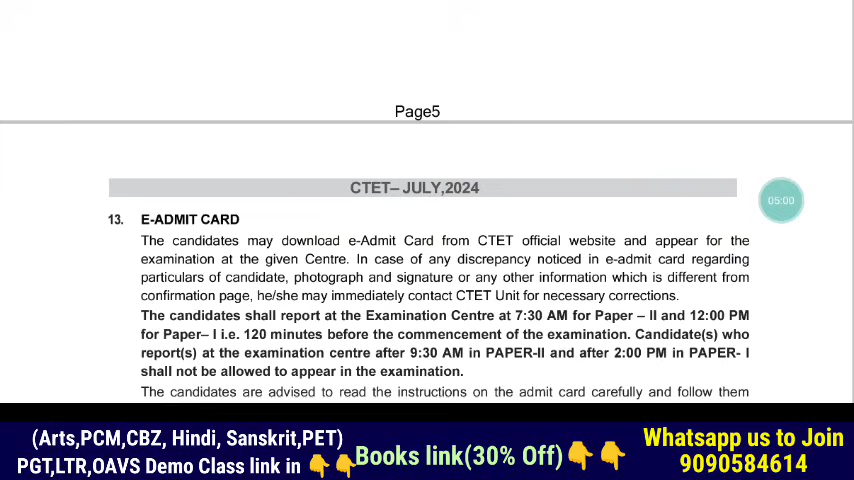 Page5
CTET– JULY,2024
05:00
13. E-ADMIT CARD
The candidates may download e-Admit Card from CTET official website and appear for the
examination at the given Centre. In case of any discrepancy noticed in e-admit card regarding
particulars of candidate, photograph and signature or any other information which is different from
confirmation page, he/she may immediately contact CTET Unit for necessary corrections.
The candidates shall report at the Examination Centre at 7:30 AM for Paper – II and 12:00 PM
for Paper– I i.e. 120 minutes before the commencement of the examination. Candidate(s) who
report(s) at the examination centre after 9:30 AM in PAPER-II and after 2:00 PM in PAPER- I
shall not be allowed to appear in the examination.
The candidates are advised to read the instructions on the admit card carefully and follow them
(Arts,PCM,CBZ, Hindi, Sanskrit,PET)
PGT,LTR,OAVS Demo Class link in 👇👇
Books link(30% Off)👇👇
Whatsapp us to Join
9090584614